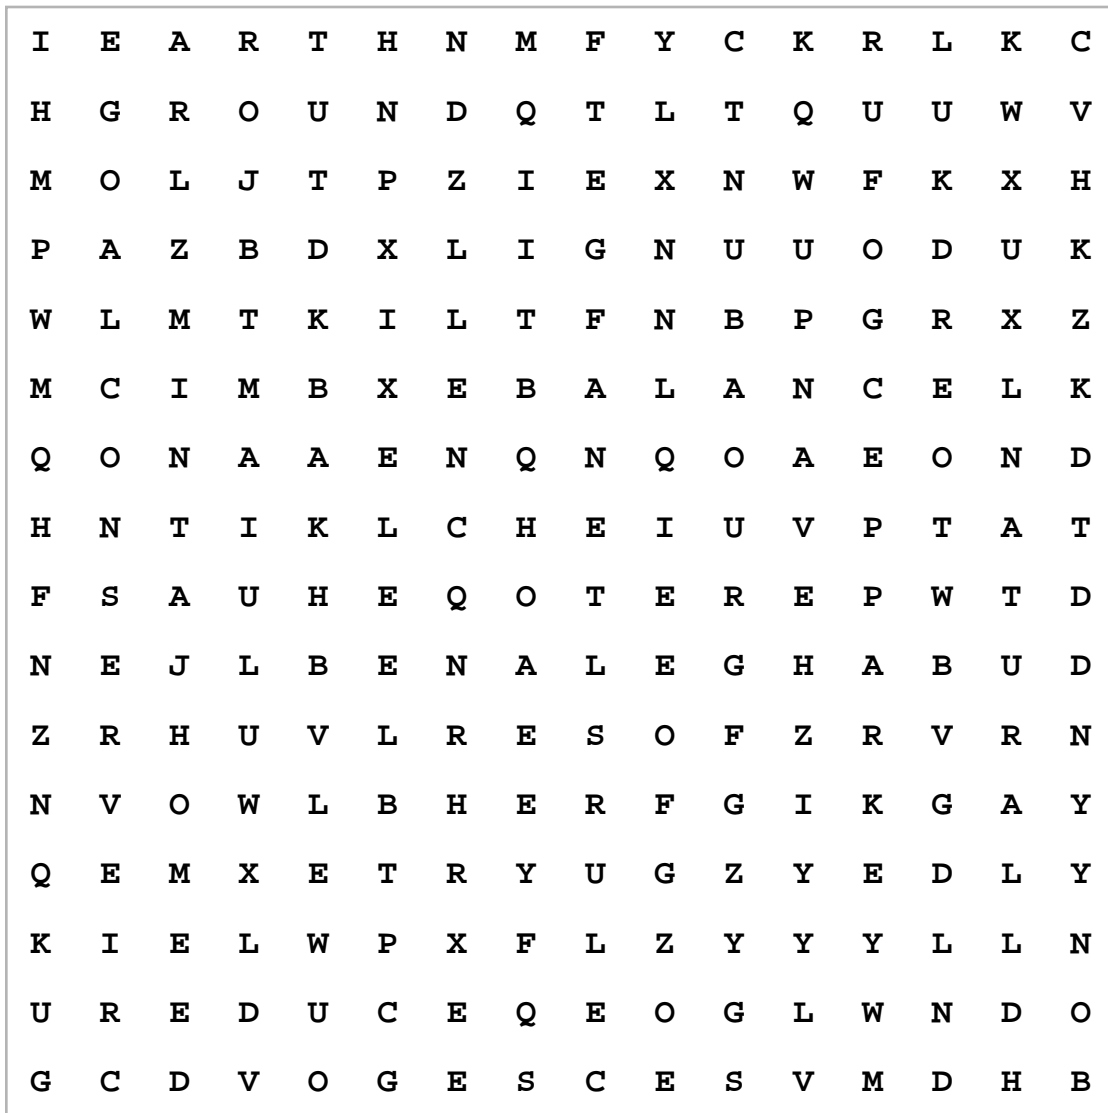 I E A R T H N M F Y C K R L K C
H G R O U N D Q T L T Q U U W V
M O L J T P Z I E X N W F K X H
P A Z B D X L I G N U U O D U K
W L M T K I L T F N B P G R X Z
M C I M B X E B A L A N C E L K
Q O N A A E N Q N Q O A E O N D
H N T I K L C H E I U V P T A T
F S A U H E Q O T E R E P W T D
N E J L B E N A L E G H A B U D
Z R H U V L R E S O F Z R V R N
N V O W L B H E R F G I K G A Y
Q E M X E T R Y U G Z Y E D L Y
K I E L W P X F L Z Y Y Y L L N
U R E D U C E Q E O G L W N D O
G C D V O G E S C E S V M D H B